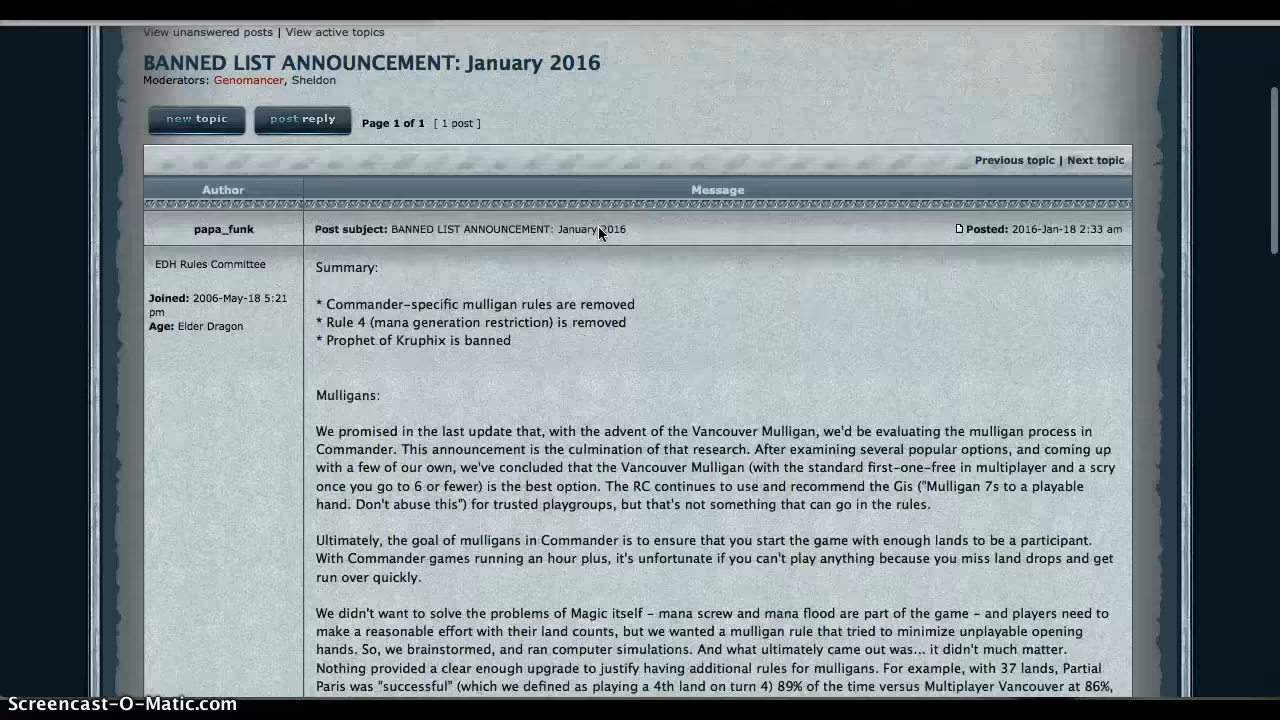 View unanswered posts | View active topics
BANNED LIST ANNOUNCEMENT: January 2016
Moderators: Genomancer, Sheldon
new topic post reply Page 1 of 1 [ 1 post ]
Previous topic | Next topic
Author Message
papa_funk Post subject: BANNED LIST ANNOUNCEMENT: January 2016 Posted: 2016-Jan-18 2:33 am
EDH Rules Committee
Joined: 2006-May-18 5:21
pm
Age: Elder Dragon
Summary:
* Commander-specific mulligan rules are removed
* Rule 4 (mana generation restriction) is removed
* Prophet of Kruphix is banned
Mulligans:
We promised in the last update that, with the advent of the Vancouver Mulligan, we'd be evaluating the mulligan process in
Commander. This announcement is the culmination of that research. After examining several popular options, and coming up
with a few of our own, we've concluded that the Vancouver Mulligan (with the standard first-one-free in multiplayer and a scry
once you go to 6 or fewer) is the best option. The RC continues to use and recommend the Gis ("Mulligan 7s to a playable
hand. Don't abuse this") for trusted playgroups, but that's not something that can go in the rules.
Ultimately, the goal of mulligans in Commander is to ensure that you start the game with enough lands to be a participant.
With Commander games running an hour plus, it's unfortunate if you can't play anything because you miss land drops and get
run over quickly.
We didn't want to solve the problems of Magic itself - mana screw and mana flood are part of the game - and players need to
make a reasonable effort with their land counts, but we wanted a mulligan rule that tried to minimize unplayable opening
hands. So, we brainstormed, and ran computer simulations. And what ultimately came out was... it didn't much matter.
Nothing provided a clear enough upgrade to justify having additional rules for mulligans. For example, with 37 lands, Partial
Paris was "successful" (which we defined as playing a 4th land on turn 4) 89% of the time versus Multiplayer Vancouver at 86%,
Screencast-O-Matic.com